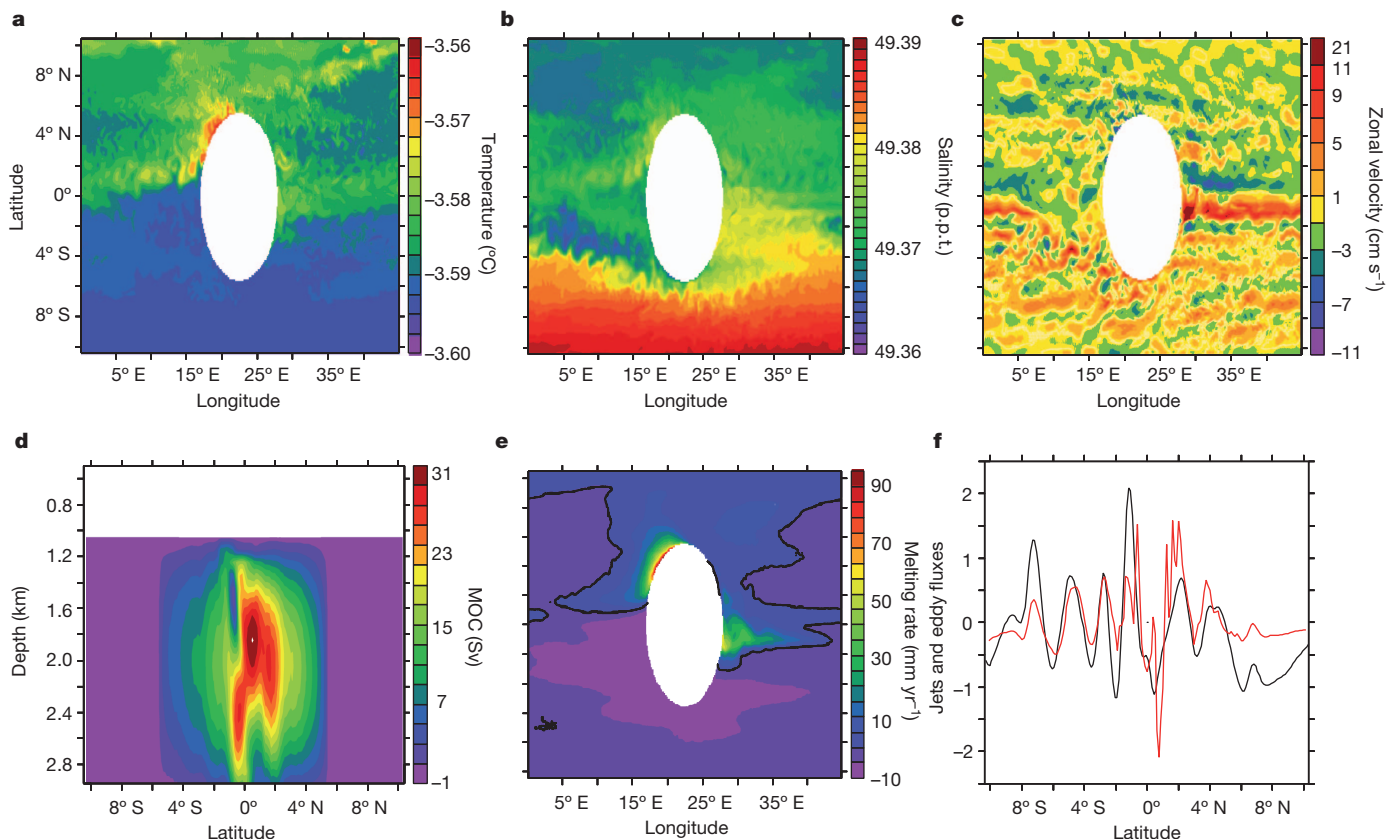 a
8° N
4° N
0°
4° S
8° S
Latitude
5° E 15° E 25° E 35° E
Longitude
–3.56
–3.57
–3.58
–3.59
–3.60
Temperature (°C)
b
5° E 15° E 25° E 35° E
Longitude
49.39
49.38
49.37
49.36
Salinity (p.p.t.)
c
5° E 15° E 25° E 35° E
Longitude
21
11
9
5
1
–3
–7
–11
Zonal velocity (cm s⁻¹)
d
0.8
1.2
1.6
2.0
2.4
2.8
Depth (km)
8° S 4° S 0° 4° N 8° N
Latitude
31
23
15
7
–1
MOC (Sv)
e
5° E 15° E 25° E 35° E
Longitude
90
70
50
30
10
–10
Melting rate (mm yr⁻¹)
f
2
1
0
–1
–2
Jets and eddy fluxes
8° S 4° S 0° 4° N 8° N
Latitude